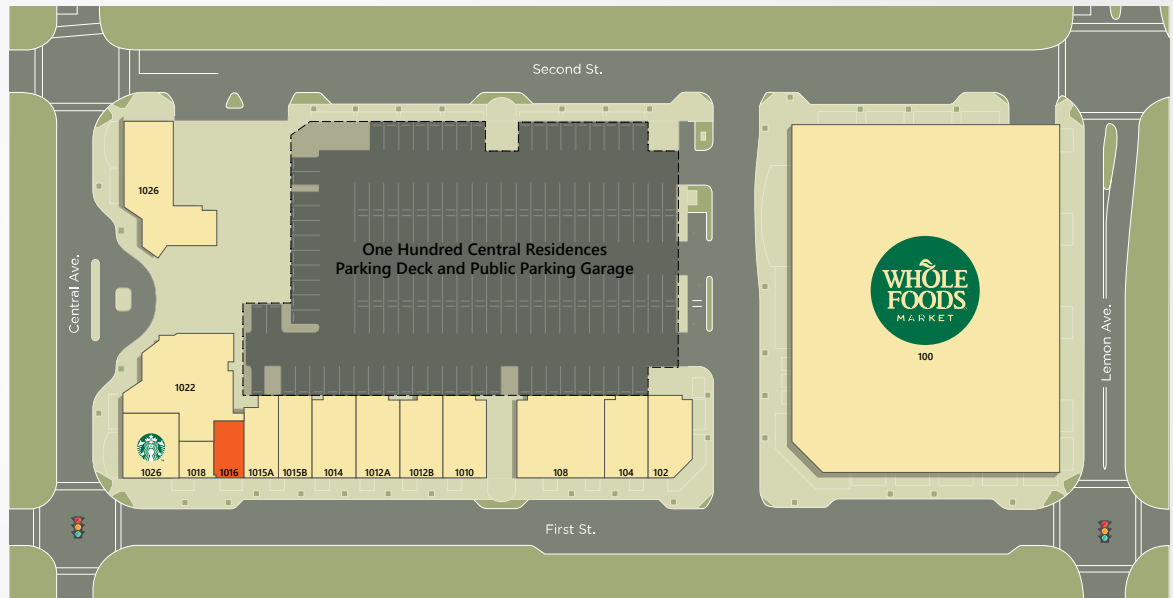 Second St.
1026
One Hundred Central Residences
Parking Deck and Public Parking Garage
Central Ave.
WHOLE
FOODS
MARKET
100
Lemon Ave.
1022
1026
1018
1016
1015A
1015B
1014
1012A
1012B
1010
108
104
102
First St.